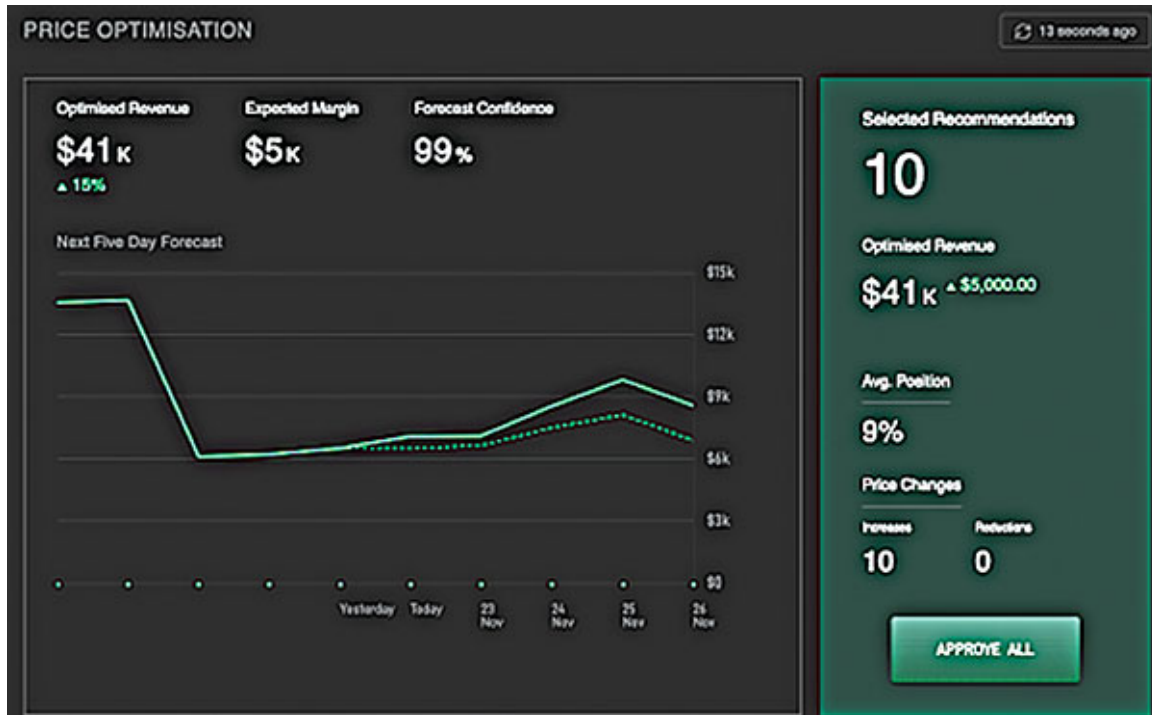 PRICE OPTIMISATION
13 seconds ago
Optimised Revenue
$41K
▲ 15%
Expected Margin
$5K
Forecast Confidence
99%
Next Five Day Forecast
$15k
$12k
$9k
$6k
$3k
$0
Yesterday
Today
23 Nov
24 Nov
25 Nov
26 Nov
Selected Recommendations
10
Optimised Revenue
$41K ▲ $5,000.00
Avg. Position
9%
Price Changes
Increases
10
Reductions
0
APPROVE ALL